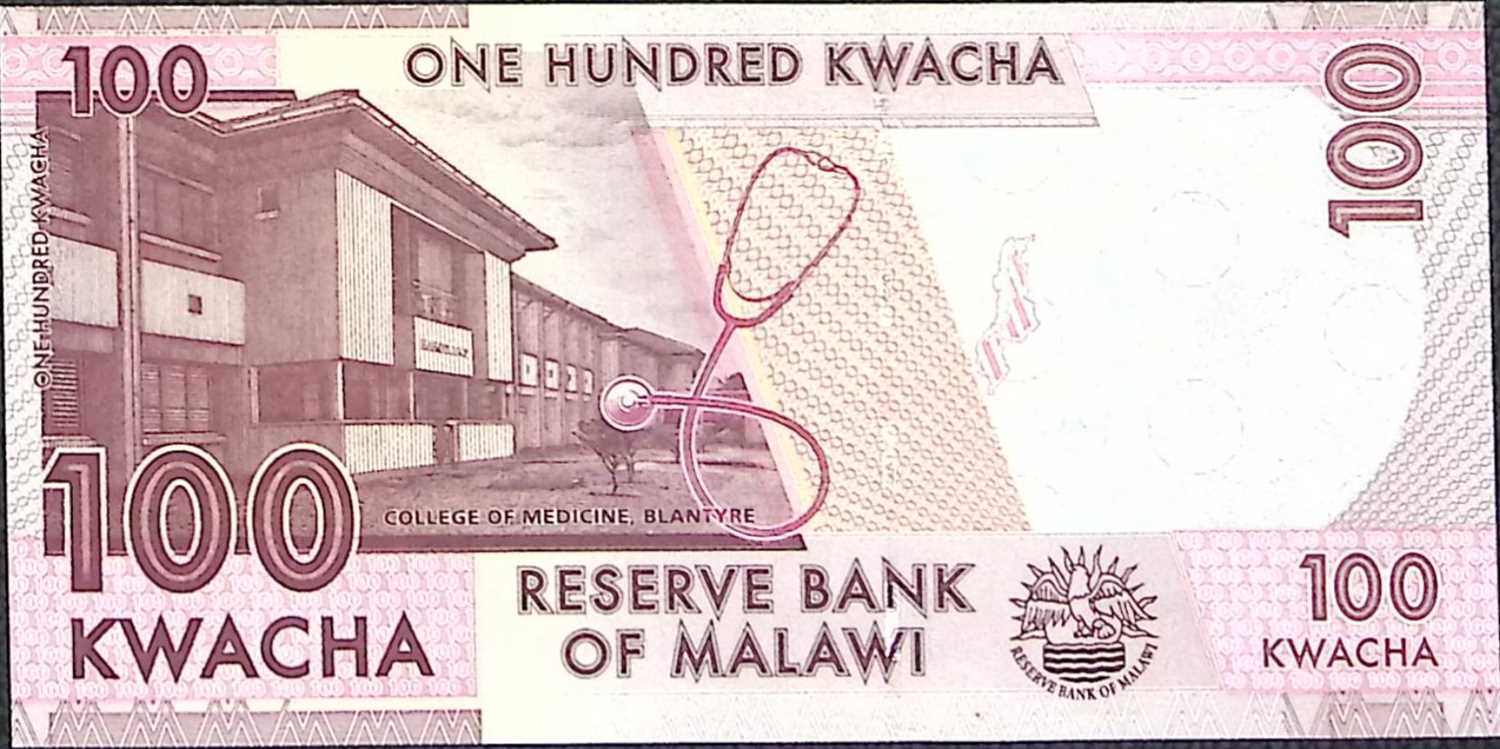 100
ONE HUNDRED KWACHA
100
ONE HUNDRED KWACHA
100
KWACHA
COLLEGE OF MEDICINE, BLANTYRE
RESERVE BANK
OF MALAWI
RESERVE BANK OF MALAWI
100
KWACHA